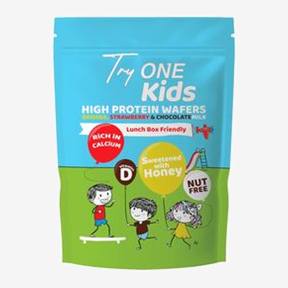 Try ONE
Kids
HIGH PROTEIN WAFERS
BANANA, STRAWBERRY & CHOCOLATE MILK
Lunch Box Friendly
RICH IN
CALCIUM
VITAMIN
D
Sweetened
with
Honey
NUT
FREE